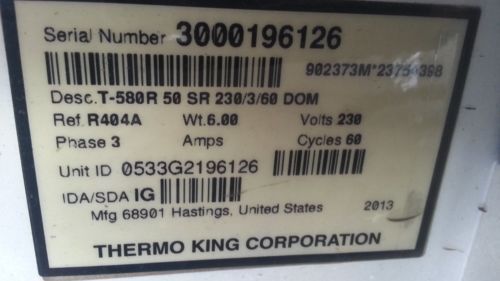 Serial Number 3000196126
902373M*23750398
Desc.T-580R 50 SR 230/3/60 DOM
Ref.R404A Wt.6.00 Volts 230
Phase 3 Amps Cycles 60
Unit ID 0533G2196126
IDA/SDA IG
Mfg 68901 Hastings, United States 2013
THERMO KING CORPORATION